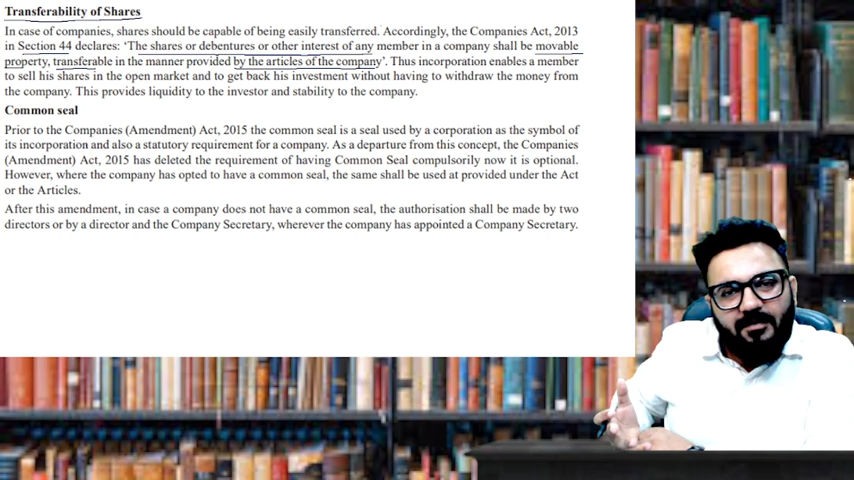 Transferability of Shares
In case of companies, shares should be capable of being easily transferred. Accordingly, the Companies Act, 2013
in Section 44 declares: 'The shares or debentures or other interest of any member in a company shall be movable
property, transferable in the manner provided by the articles of the company'. Thus incorporation enables a member
to sell his shares in the open market and to get back his investment without having to withdraw the money from
the company. This provides liquidity to the investor and stability to the company.
Common seal
Prior to the Companies (Amendment) Act, 2015 the common seal is a seal used by a corporation as the symbol of
its incorporation and also a statutory requirement for a company. As a departure from this concept, the Companies
(Amendment) Act, 2015 has deleted the requirement of having Common Seal compulsorily now it is optional.
However, where the company has opted to have a common seal, the same shall be used at provided under the Act
or the Articles.
After this amendment, in case a company does not have a common seal, the authorisation shall be made by two
directors or by a director and the Company Secretary, wherever the company has appointed a Company Secretary.